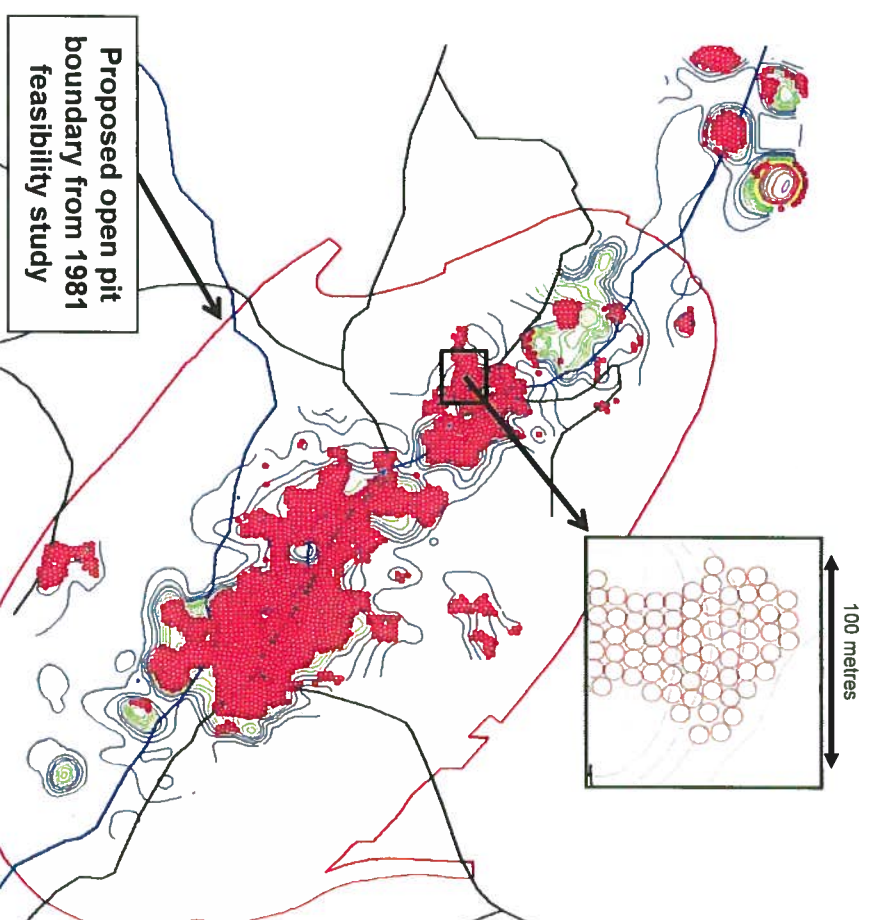 Proposed open pit
boundary from 1981
feasibility study
100 metres